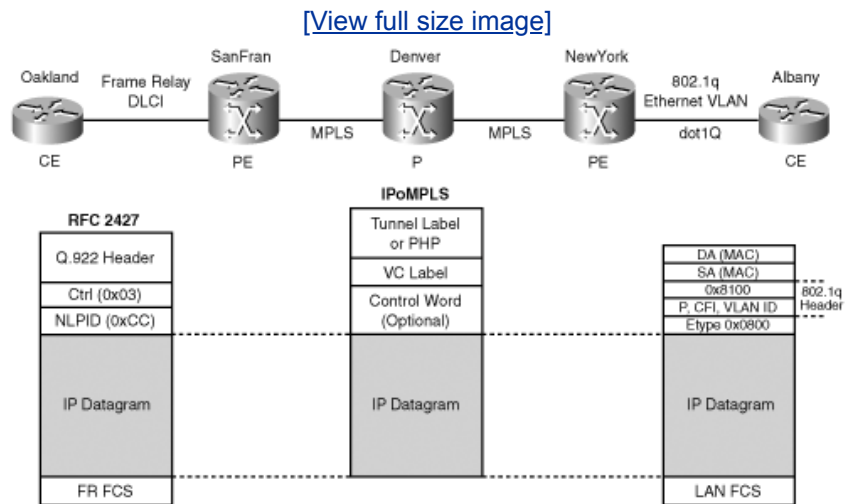 [View full size image]
SanFran Denver NewYork
Oakland Frame Relay DLCI 802.1q Ethernet VLAN Albany
MPLS MPLS dot1Q
CE PE P PE CE
RFC 2427
Q.922 Header
Ctrl (0x03)
NLPID (0xCC)
IP Datagram
FR FCS
IPoMPLS
Tunnel Label
or PHP
VC Label
Control Word
(Optional)
IP Datagram
DA (MAC)
SA (MAC)
0x8100
P, CFI, VLAN ID
Etype 0x0800
802.1q
Header
IP Datagram
LAN FCS